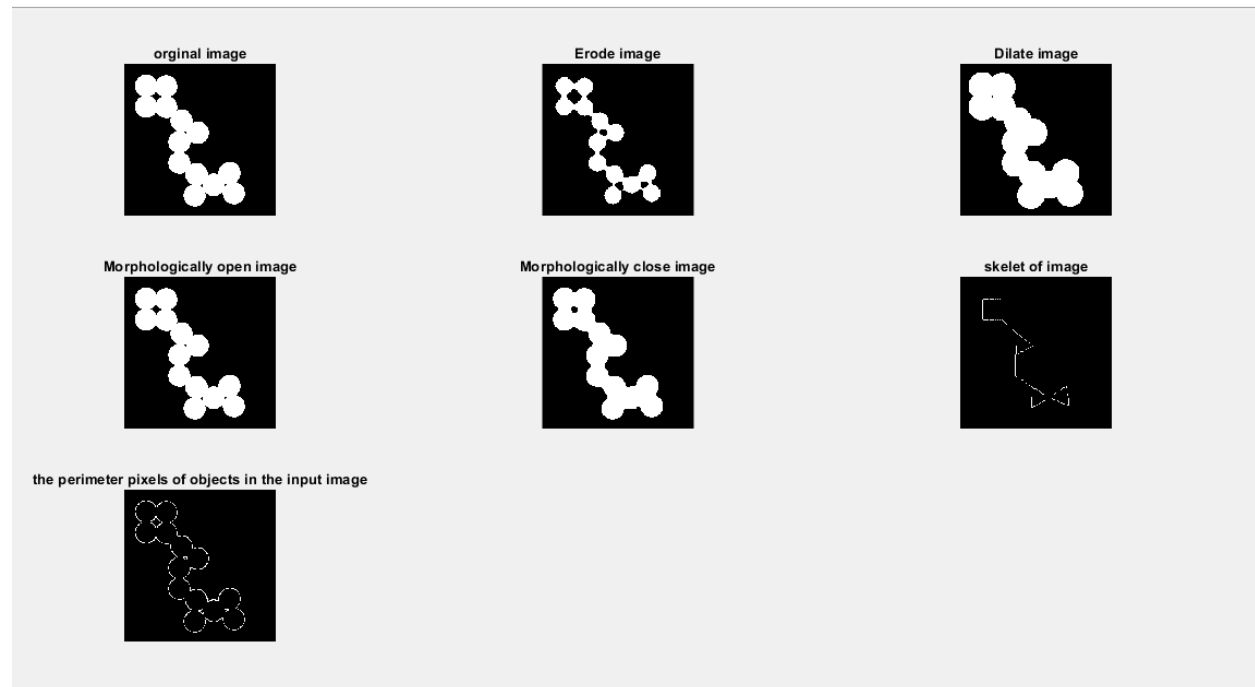 orginal image
Erode image
Dilate image
Morphologically open image
Morphologically close image
skelet of image
the perimeter pixels of objects in the input image